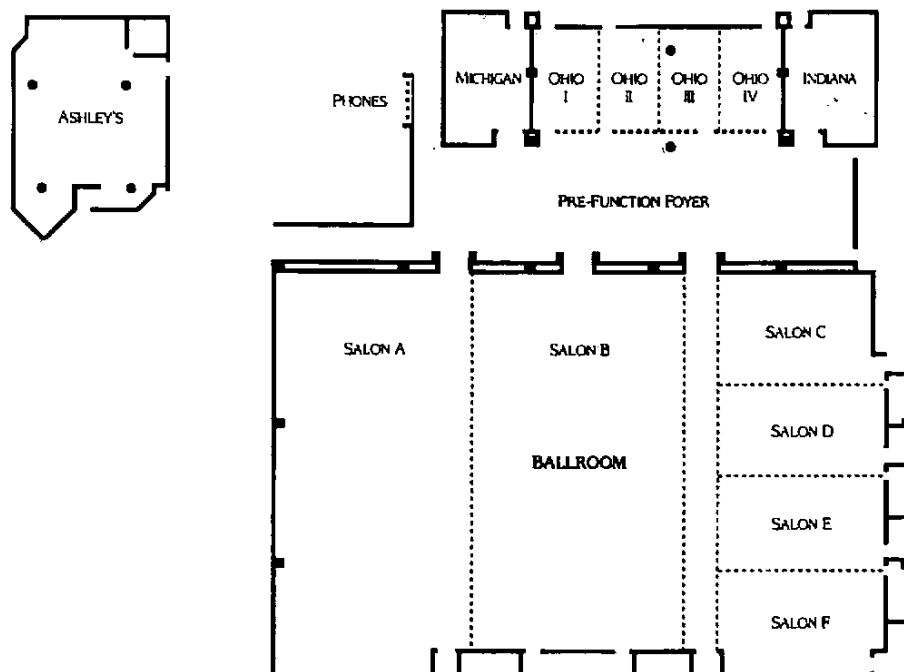 MICHIGAN
OHIO
I
OHIO
II
OHIO
III
OHIO
IV
INDIANA
PHONES
ASHLEY'S
PRE-FUNCTION FOYER
SALON A
SALON B
SALON C
SALON D
BALLROOM
SALON E
SALON F